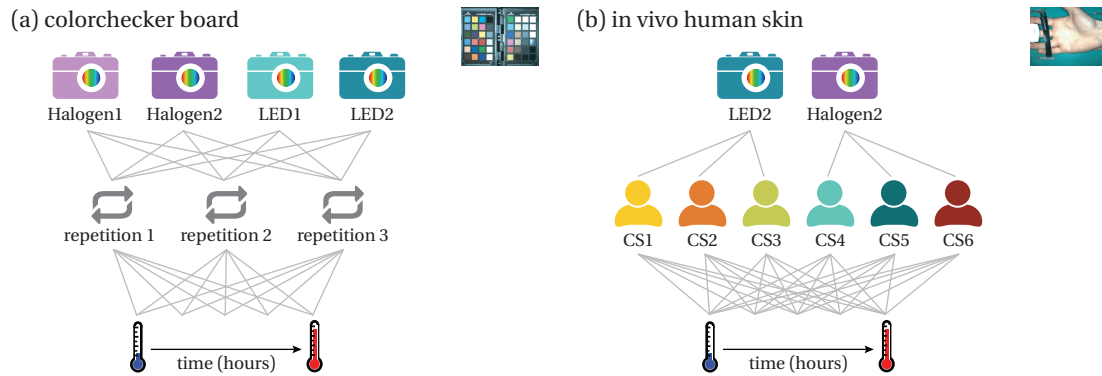 (a) colorchecker board
Halogen1 Halogen2 LED1 LED2
repetition 1 repetition 2 repetition 3
time (hours)
(b) in vivo human skin
LED2 Halogen2
CS1 CS2 CS3 CS4 CS5 CS6
time (hours)